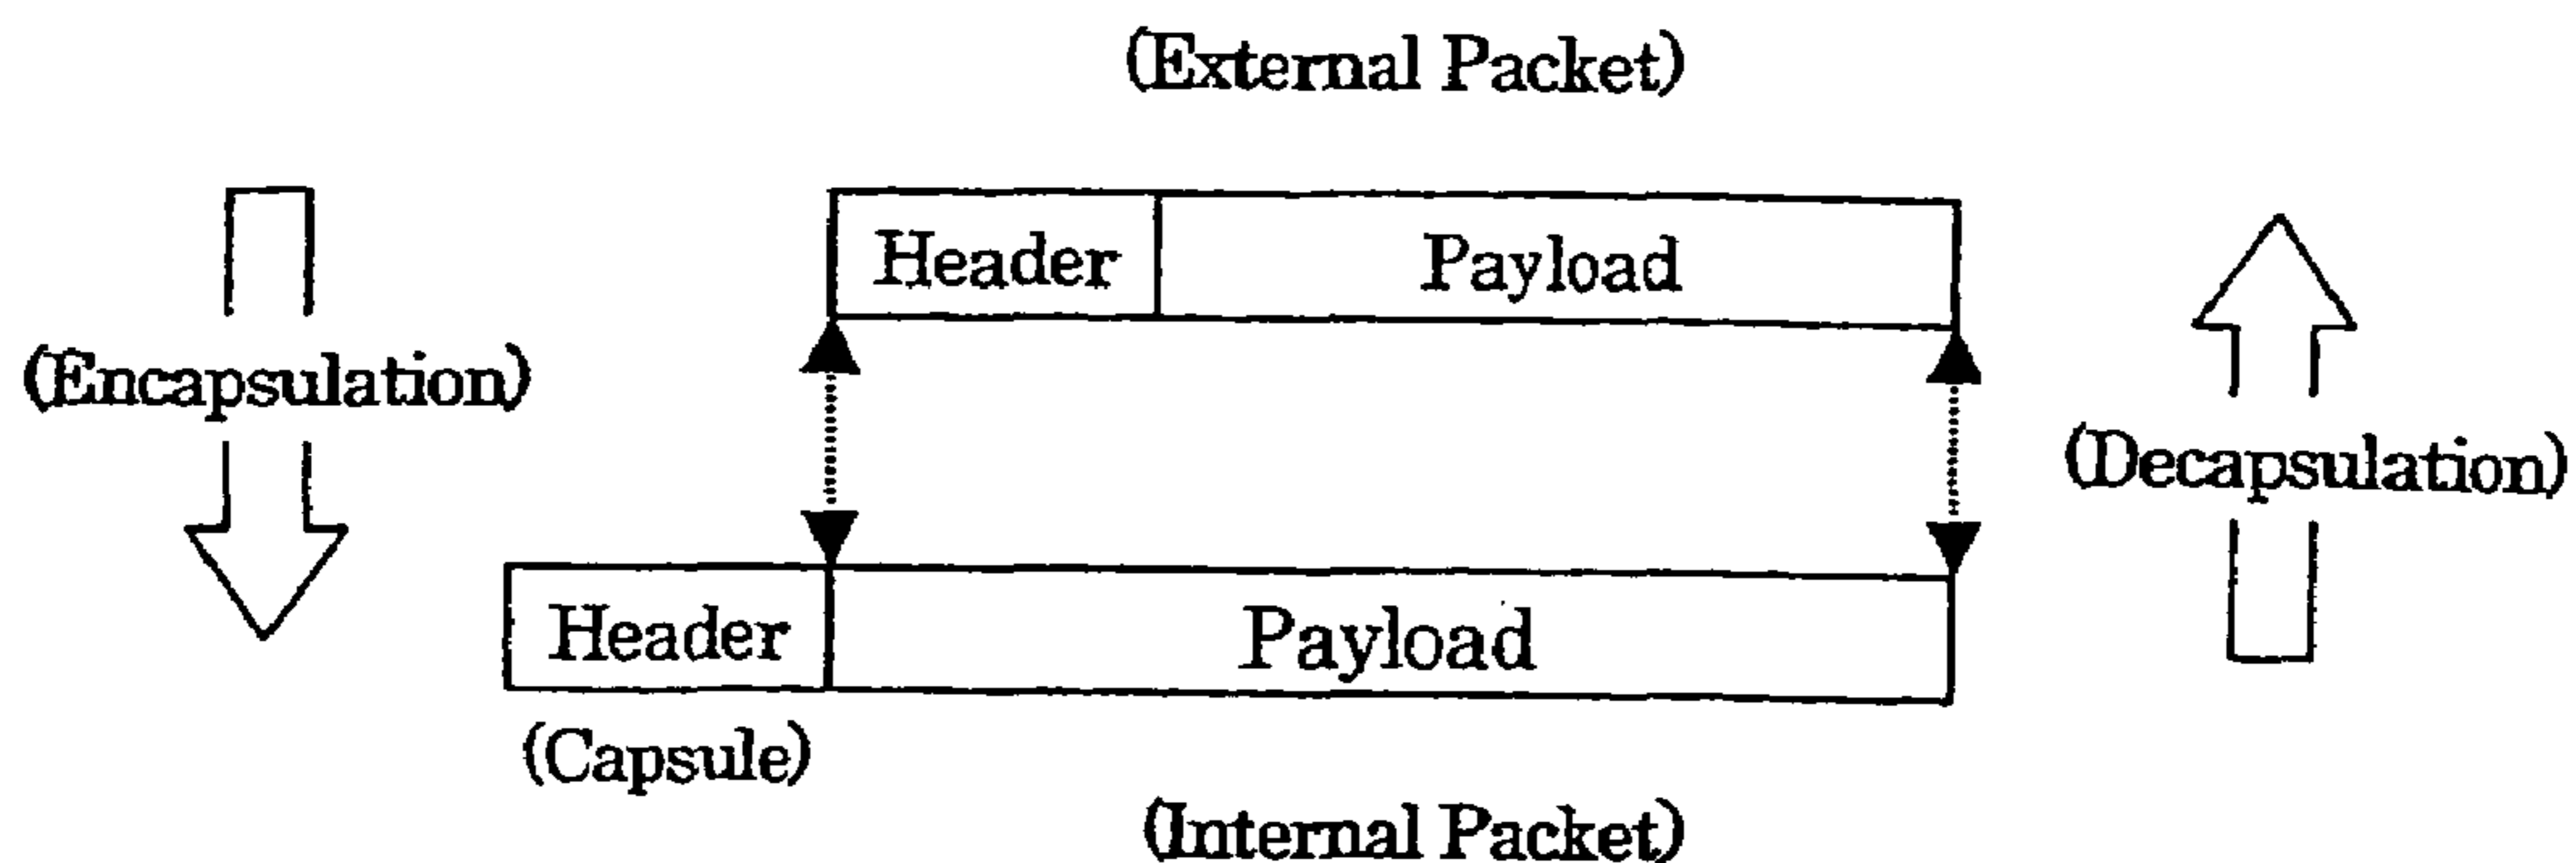 (External Packet)
Header Payload
(Encapsulation)
(Decapsulation)
Header Payload
(Capsule)
(Internal Packet)